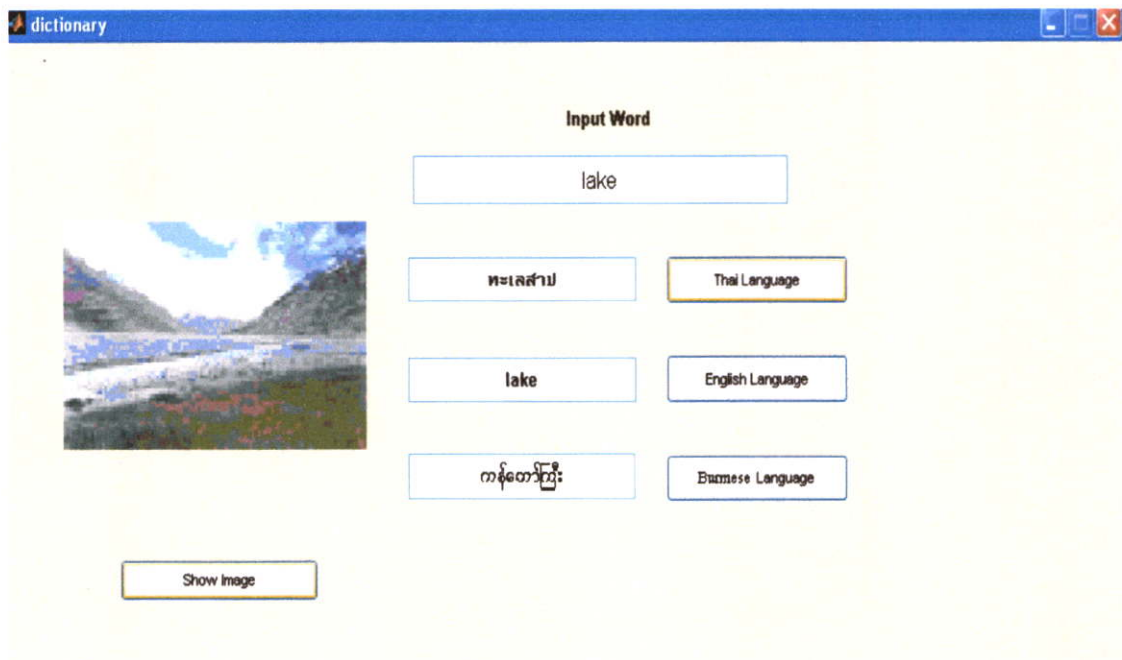 dictionary
Input Word
lake
ทะเลสาป
Thai Language
lake
English Language
ကန်တော်ကြီး
Burmese Language
Show Image